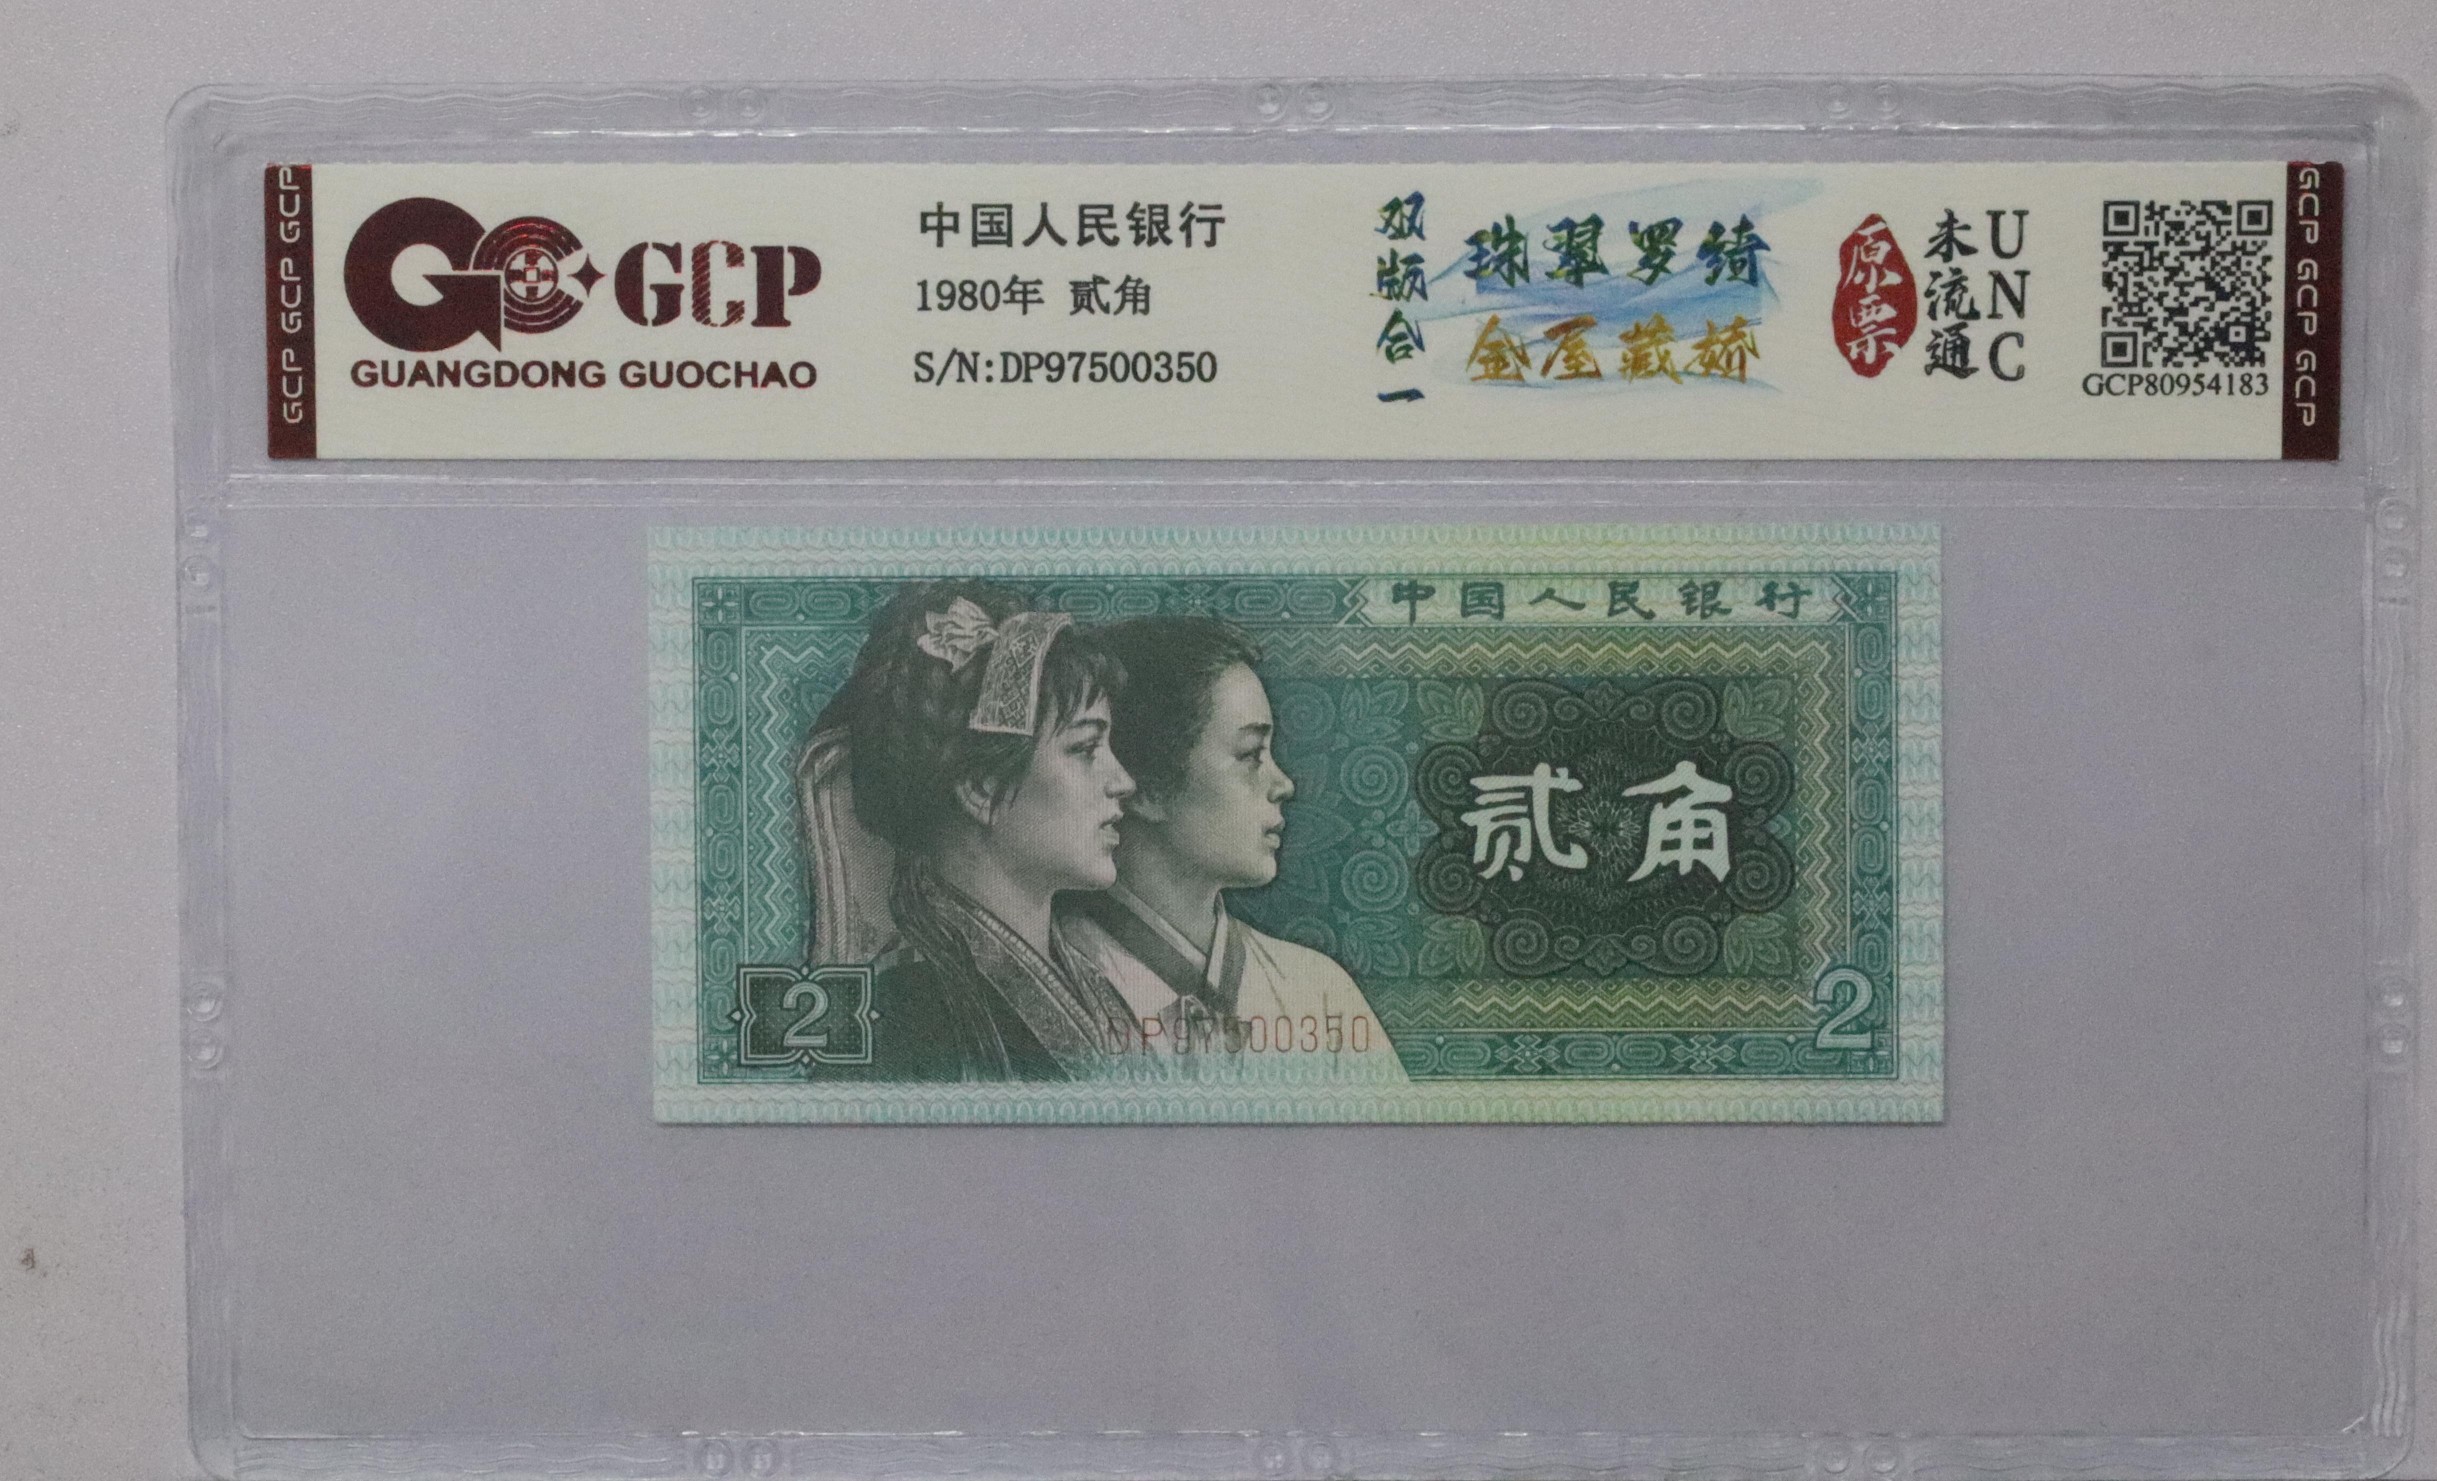 GCP GCP GCP
GCP
GUANGDONG GUOCHAO
中国人民银行
1980年 贰角
S/N:DP97500350
双版合一
珠翠罗绮
金屋藏娇
原票
未流通
UNC
GCP80954183
GCP GCP GCP
中国人民银行
贰角
2
DP97500350
2